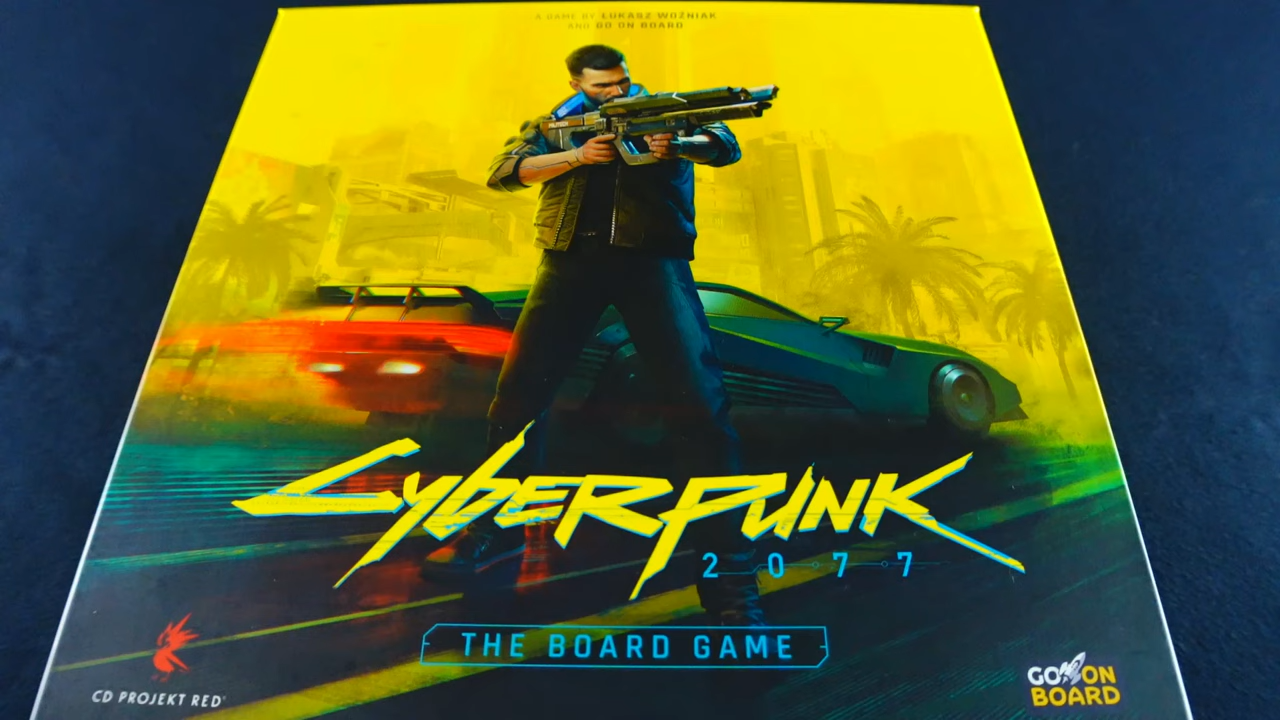 A GAME BY ŁUKASZ WOŹNIAK
AND GO ON BOARD
CYBERPUNK
2077
THE BOARD GAME
CD PROJEKT RED®
GO ON
BOARD